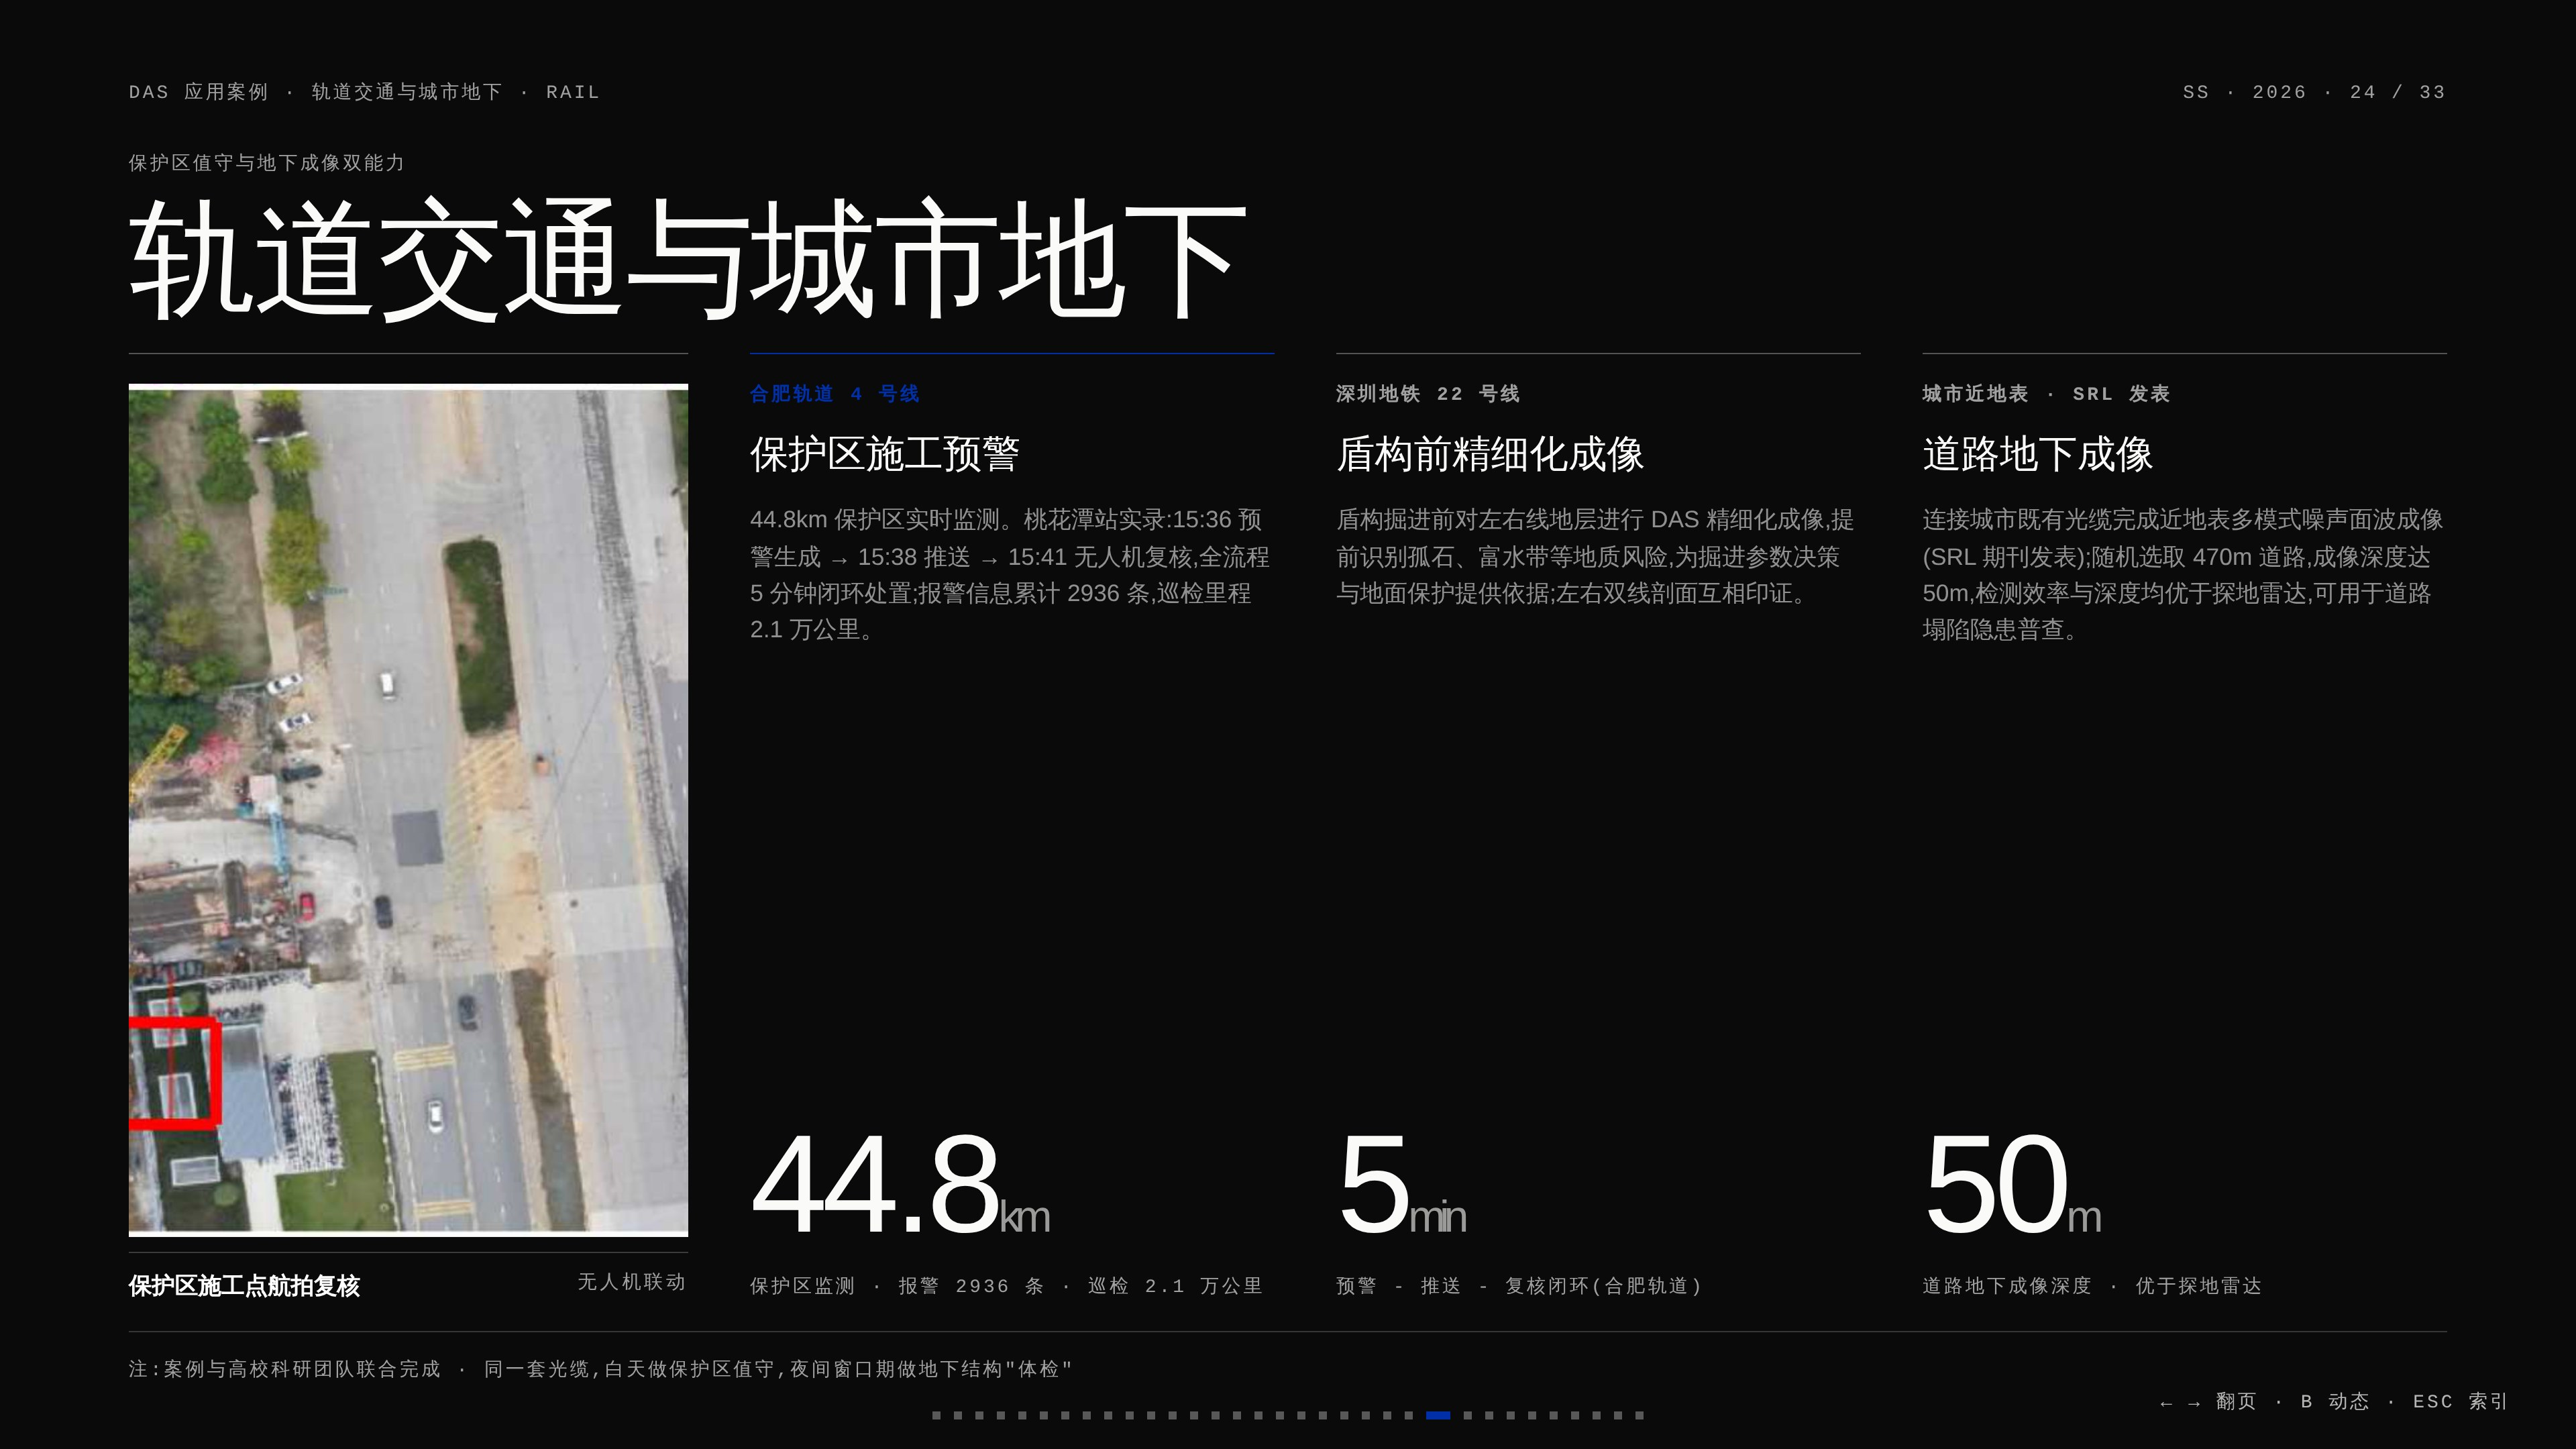 DAS 应用案例 · 轨道交通与城市地下 · RAIL
SS · 2026 · 24 / 33
保护区值守与地下成像双能力
轨道交通与城市地下
合肥轨道 4 号线
保护区施工预警
44.8km 保护区实时监测。桃花潭站实录:15:36 预
警生成 → 15:38 推送 → 15:41 无人机复核,全流程
5 分钟闭环处置;报警信息累计 2936 条,巡检里程
2.1 万公里。
44.8km
保护区监测 · 报警 2936 条 · 巡检 2.1 万公里
深圳地铁 22 号线
盾构前精细化成像
盾构掘进前对左右线地层进行 DAS 精细化成像,提
前识别孤石、富水带等地质风险,为掘进参数决策
与地面保护提供依据;左右双线剖面互相印证。
5min
预警 - 推送 - 复核闭环(合肥轨道)
城市近地表 · SRL 发表
道路地下成像
连接城市既有光缆完成近地表多模式噪声面波成像
(SRL 期刊发表);随机选取 470m 道路,成像深度达
50m,检测效率与深度均优于探地雷达,可用于道路
塌陷隐患普查。
50m
道路地下成像深度 · 优于探地雷达
保护区施工点航拍复核
无人机联动
注:案例与高校科研团队联合完成 · 同一套光缆,白天做保护区值守,夜间窗口期做地下结构"体检"
← → 翻页 · B 动态 · ESC 索引